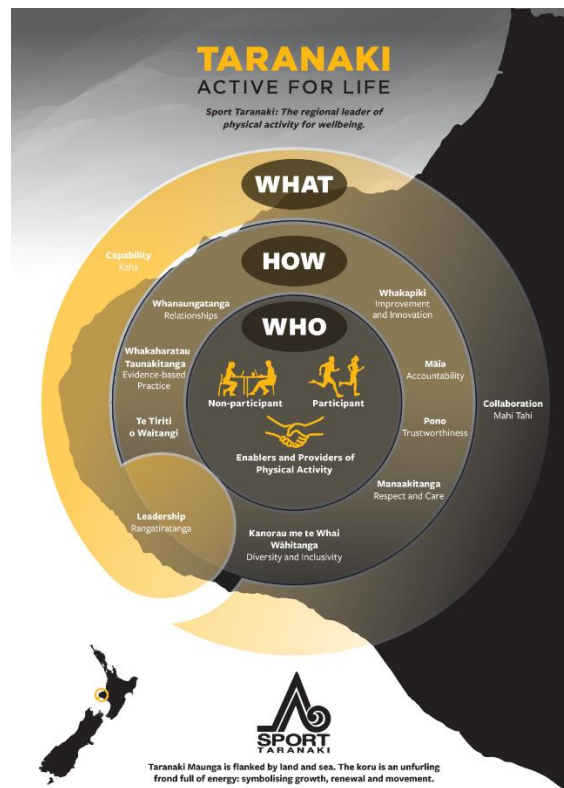 TARANAKI
ACTIVE FOR LIFE
Sport Taranaki: The regional leader of
physical activity for wellbeing.
WHAT
Capability
Kaha
HOW
Whanaungatanga
Relationships
Whakapiki
Improvement
and Innovation
WHO
Whakaharatau
Taunakitanga
Evidence-based
Practice
Māia
Accountability
Non-participant
Participant
Collaboration
Mahi Tahi
Te Tiriti
o Waitangi
Pono
Trustworthiness
Enablers and Providers of
Physical Activity
Manaakitanga
Respect and Care
Leadership
Rangatiratanga
Kanorau me te Whai
Wāhitanga
Diversity and Inclusivity
SPORT
TARANAKI
Taranaki Maunga is flanked by land and sea. The koru is an unfurling
frond full of energy: symbolising growth, renewal and movement.